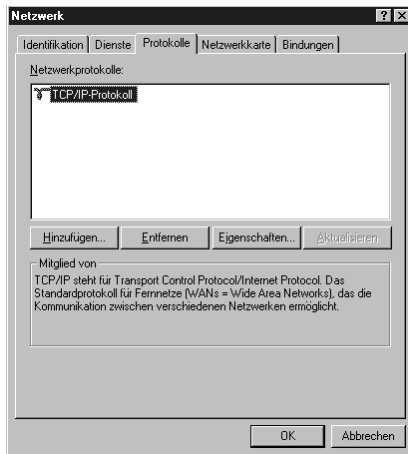 Netzwerk
Identifikation Dienste Protokolle Netzwerkkarte Bindungen
Netzwerkprotokolle:
TCP/IP-Protokoll
Hinzufügen... Entfernen Eigenschaften... Aktualisieren
Mitglied von
TCP/IP steht für Transport Control Protocol/Internet Protocol. Das
Standardprotokoll für Fernnetze (WANs = Wide Area Networks), das die
Kommunikation zwischen verschiedenen Netzwerken ermöglicht.
OK Abbrechen